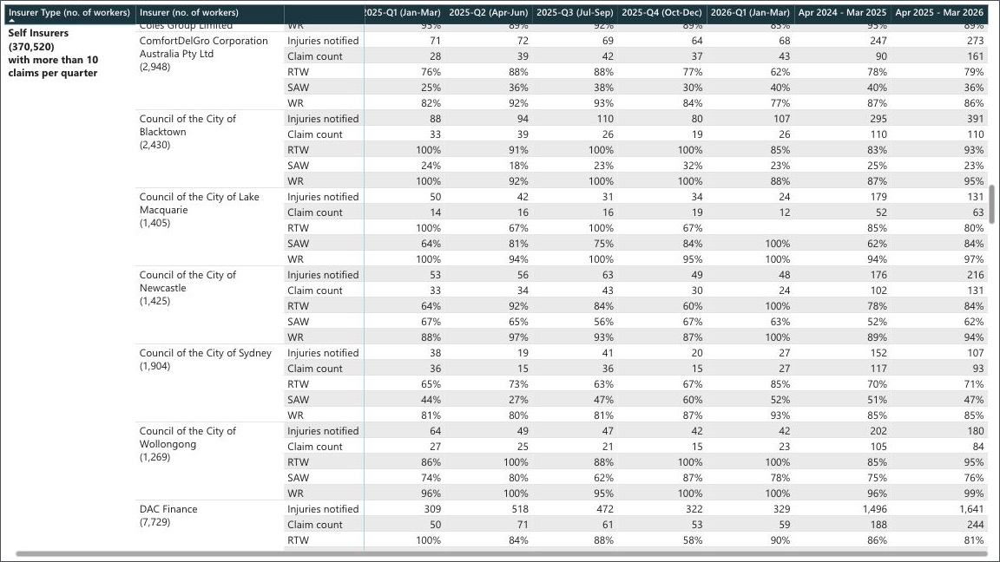 Insurer Type (no. of workers) Insurer (no. of workers) 2025-Q1 (Jan-Mar) 2025-Q2 (Apr-Jun) 2025-Q3 (Jul-Sep) 2025-Q4 (Oct-Dec) 2026-Q1 (Jan-Mar) Apr 2024 - Mar 2025 Apr 2025 - Mar 2026
Self Insurers
(370,520)
with more than 10
claims per quarter
Coles Group Limited WR 93% 89% 92% 89% 85% 95% 89%
ComfortDelGro Corporation Australia Pty Ltd (2,948)
Injuries notified 71 72 69 64 68 247 273
Claim count 28 39 42 37 43 90 161
RTW 76% 88% 88% 77% 62% 78% 79%
SAW 25% 36% 38% 30% 40% 40% 36%
WR 82% 92% 93% 84% 77% 87% 86%
Council of the City of Blacktown (2,430)
Injuries notified 88 94 110 80 107 295 391
Claim count 33 39 26 19 26 110 110
RTW 100% 91% 100% 100% 85% 83% 93%
SAW 24% 18% 23% 32% 23% 25% 23%
WR 100% 92% 100% 100% 88% 87% 95%
Council of the City of Lake Macquarie (1,405)
Injuries notified 50 42 31 34 24 179 131
Claim count 14 16 16 19 12 52 63
RTW 100% 67% 100% 67% 85% 80%
SAW 64% 81% 75% 84% 100% 62% 84%
WR 100% 94% 100% 95% 100% 94% 97%
Council of the City of Newcastle (1,425)
Injuries notified 53 56 63 49 48 176 216
Claim count 33 34 43 30 24 102 131
RTW 64% 92% 84% 60% 100% 78% 84%
SAW 67% 65% 56% 67% 63% 52% 62%
WR 88% 97% 93% 87% 100% 89% 94%
Council of the City of Sydney (1,904)
Injuries notified 38 19 41 20 27 152 107
Claim count 36 15 36 15 27 117 93
RTW 65% 73% 63% 67% 85% 70% 71%
SAW 44% 27% 47% 60% 52% 51% 47%
WR 81% 80% 81% 87% 93% 85% 85%
Council of the City of Wollongong (1,269)
Injuries notified 64 49 47 42 42 202 180
Claim count 27 25 21 15 23 105 84
RTW 86% 100% 88% 100% 100% 85% 95%
SAW 74% 80% 62% 87% 78% 75% 76%
WR 96% 100% 95% 100% 100% 96% 99%
DAC Finance (7,729)
Injuries notified 309 518 472 322 329 1,496 1,641
Claim count 50 71 61 53 59 188 244
RTW 100% 84% 88% 58% 90% 86% 81%